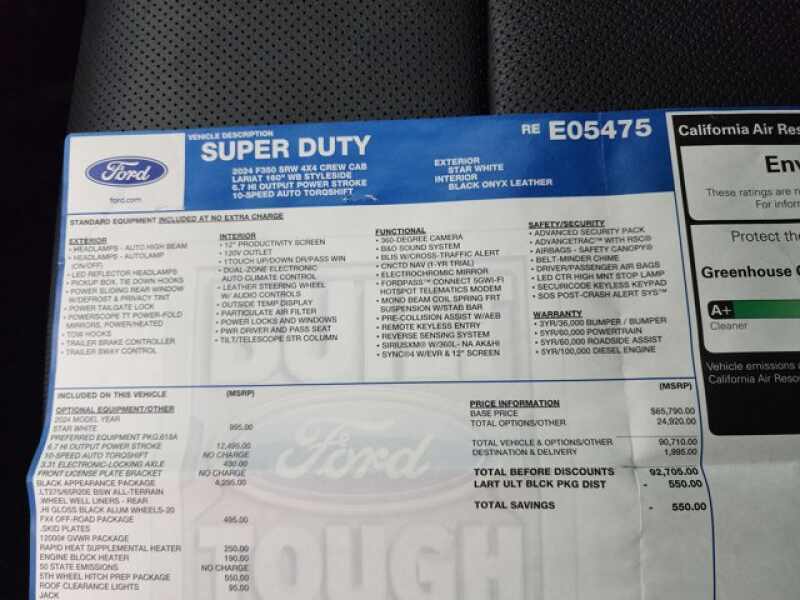 Ford
ford.com
VEHICLE DESCRIPTION
SUPER DUTY
2024 F350 SRW 4X4 CREW CAB
LARIAT 160" WB STYLESIDE
6.7 HI OUTPUT POWER STROKE
10-SPEED AUTO TORQSHIFT
EXTERIOR
STAR WHITE
INTERIOR
BLACK ONYX LEATHER
RE E05475
STANDARD EQUIPMENT INCLUDED AT NO EXTRA CHARGE
EXTERIOR
• HEADLAMPS - AUTO HIGH BEAM
• HEADLAMPS - AUTOLAMP
(ON/OFF)
• LED REFLECTOR HEADLAMPS
• PICKUP BOX, TIE DOWN HOOKS
• POWER SLIDING REAR WINDOW
W/DEFROST & PRIVACY TINT
• POWER TAILGATE LOCK
• POWERSCOPE TT POWER-FOLD
MIRRORS, POWER/HEATED
• TOW HOOKS
• TRAILER BRAKE CONTROLLER
• TRAILER SWAY CONTROL
INTERIOR
• 12" PRODUCTIVITY SCREEN
• 120V OUTLET
• 1TOUCH UP/DOWN DR/PASS WIN
• DUAL-ZONE ELECTRONIC
AUTO CLIMATE CONTROL
• LEATHER STEERING WHEEL
W/ AUDIO CONTROLS
• OUTSIDE TEMP DISPLAY
• PARTICULATE AIR FILTER
• POWER LOCKS AND WINDOWS
• PWR DRIVER AND PASS SEAT
• TILT/TELESCOPE STR COLUMN
FUNCTIONAL
• 360-DEGREE CAMERA
• B&O SOUND SYSTEM
• BLIS W/CROSS-TRAFFIC ALERT
• CNCTD NAV (1-YR TRIAL)
• ELECTROCHROMIC MIRROR
• FORDPASS™ CONNECT 5GWI-FI
HOTSPOT TELEMATICS MODEM
• MONO BEAM COIL SPRING FRT
SUSPENSION W/STAB BAR
• PRE-COLLISION ASSIST W/AEB
• REMOTE KEYLESS ENTRY
• REVERSE SENSING SYSTEM
• SIRIUSXM® W/360L- NA AK&HI
• SYNC®4 W/EVR & 12" SCREEN
SAFETY/SECURITY
• ADVANCED SECURITY PACK
• ADVANCETRAC™ WITH RSC®
• AIRBAGS - SAFETY CANOPY®
• BELT-MINDER CHIME
• DRIVER/PASSENGER AIR BAGS
• LED CTR HIGH MNT STOP LAMP
• SECURICODE KEYLESS KEYPAD
• SOS POST-CRASH ALERT SYS™
WARRANTY
• 3YR/36,000 BUMPER / BUMPER
• 5YR/60,000 POWERTRAIN
• 5YR/60,000 ROADSIDE ASSIST
• 5YR/100,000 DIESEL ENGINE
INCLUDED ON THIS VEHICLE (MSRP)
OPTIONAL EQUIPMENT/OTHER
2024 MODEL YEAR
STAR WHITE 995.00
PREFERRED EQUIPMENT PKG.618A
6.7 HI OUTPUT POWER STROKE 12,495.00
10-SPEED AUTO TORQSHIFT NO CHARGE
3.31 ELECTRONIC-LOCKING AXLE 430.00
FRONT LICENSE PLATE BRACKET NO CHARGE
BLACK APPEARANCE PACKAGE 4,295.00
.LT275/65R20E BSW ALL-TERRAIN
.WHEEL WELL LINERS - REAR
.HI GLOSS BLACK ALUM WHEELS-20
FX4 OFF-ROAD PACKAGE 495.00
.SKID PLATES
12000# GVWR PACKAGE
RAPID HEAT SUPPLEMENTAL HEATER 250.00
ENGINE BLOCK HEATER 190.00
50 STATE EMISSIONS NO CHARGE
5TH WHEEL HITCH PREP PACKAGE 550.00
ROOF CLEARANCE LIGHTS 95.00
JACK
BUILT
Ford
TOUGH
(MSRP)
PRICE INFORMATION
BASE PRICE $65,790.00
TOTAL OPTIONS/OTHER 24,920.00
TOTAL VEHICLE & OPTIONS/OTHER 90,710.00
DESTINATION & DELIVERY 1,995.00
TOTAL BEFORE DISCOUNTS 92,705.00
LART ULT BLCK PKG DIST - 550.00
TOTAL SAVINGS - 550.00
California Air Res
Env
These ratings are
For inform
Protect the
Greenhouse
A+
Cleaner
Vehicle emissions
California Air Resou